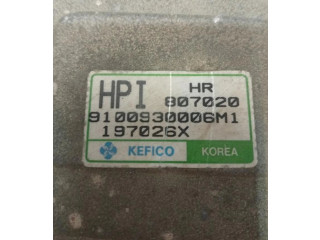 HPI HR
807020
9100930006M1
197026X
KEFICO KOREA